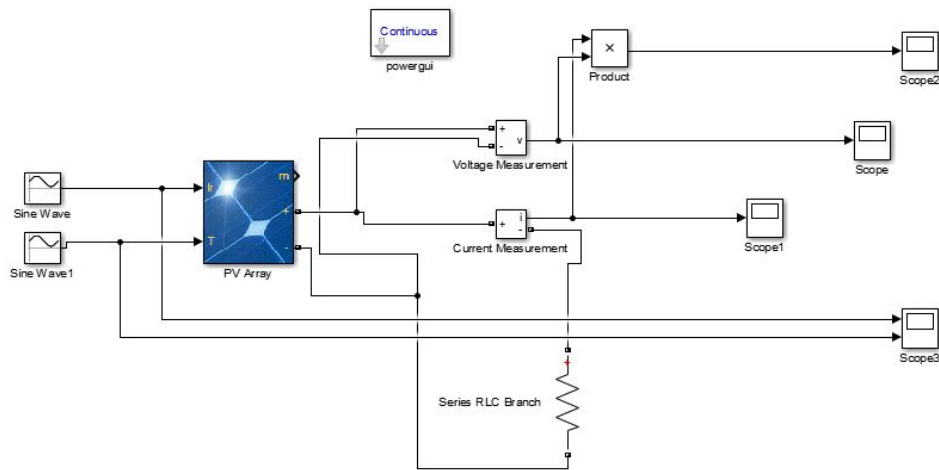 Continuous
powergui
×
Product
Scope2
+
v
-
Voltage Measurement
Scope
Sine Wave
Ir
m
+
T
-
PV Array
Sine Wave1
+
i
-
Current Measurement
Scope1
Scope3
+
Series RLC Branch